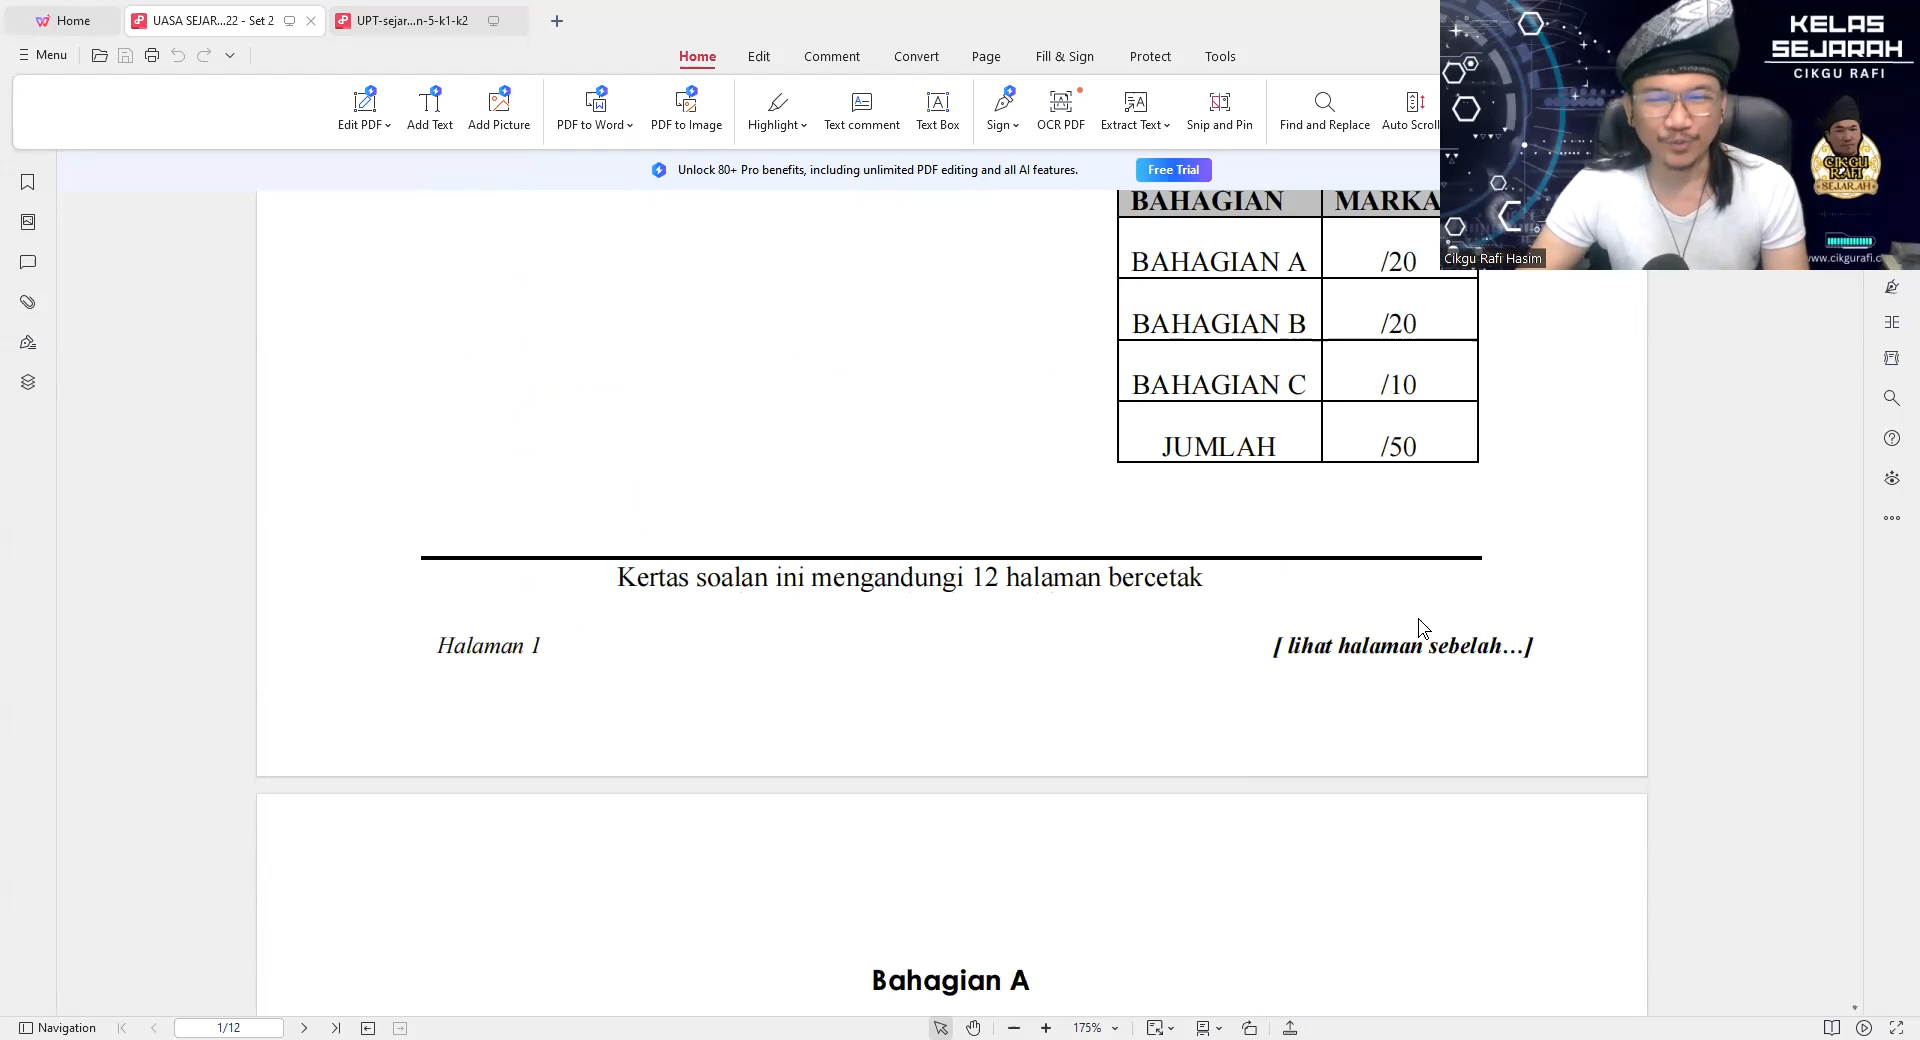 Home
UASA SEJAR...22 - Set 2
UPT-sejar...n-5-k1-k2
Menu
Home
Edit
Comment
Convert
Page
Fill & Sign
Protect
Tools
Edit PDF
Add Text
Add Picture
PDF to Word
PDF to Image
Highlight
Text comment
Text Box
Sign
OCR PDF
Extract Text
Snip and Pin
Find and Replace
Auto Scroll
Unlock 80+ Pro benefits, including unlimited PDF editing and all AI features.
Free Trial
KELAS
SEJARAH
CIKGU RAFI
CIKGU
RAFI
SEJARAH
Cikgu Rafi Hasim
www.cikgurafi.c
BAHAGIAN MARKA
BAHAGIAN A /20
BAHAGIAN B /20
BAHAGIAN C /10
JUMLAH /50
Kertas soalan ini mengandungi 12 halaman bercetak
Halaman 1
[ lihat halaman sebelah...]
Bahagian A
Navigation
1/12
175%